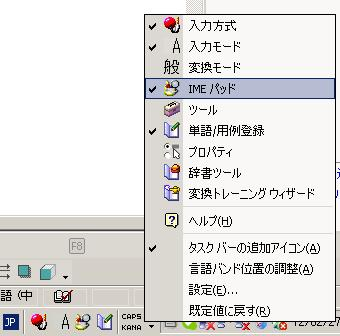 入力方式
A 入力モード
般 変換モード
IME パッド
ツール
単語/用例登録
プロパティ
辞書ツール
変換トレーニング ウィザード
ヘルプ(H)
タスク バーの追加アイコン(A)
言語バンド位置の調整(A)
設定(E)...
既定値に戻す(R)
F8
語 (中
JP A CAPS
KANA
12/02/27